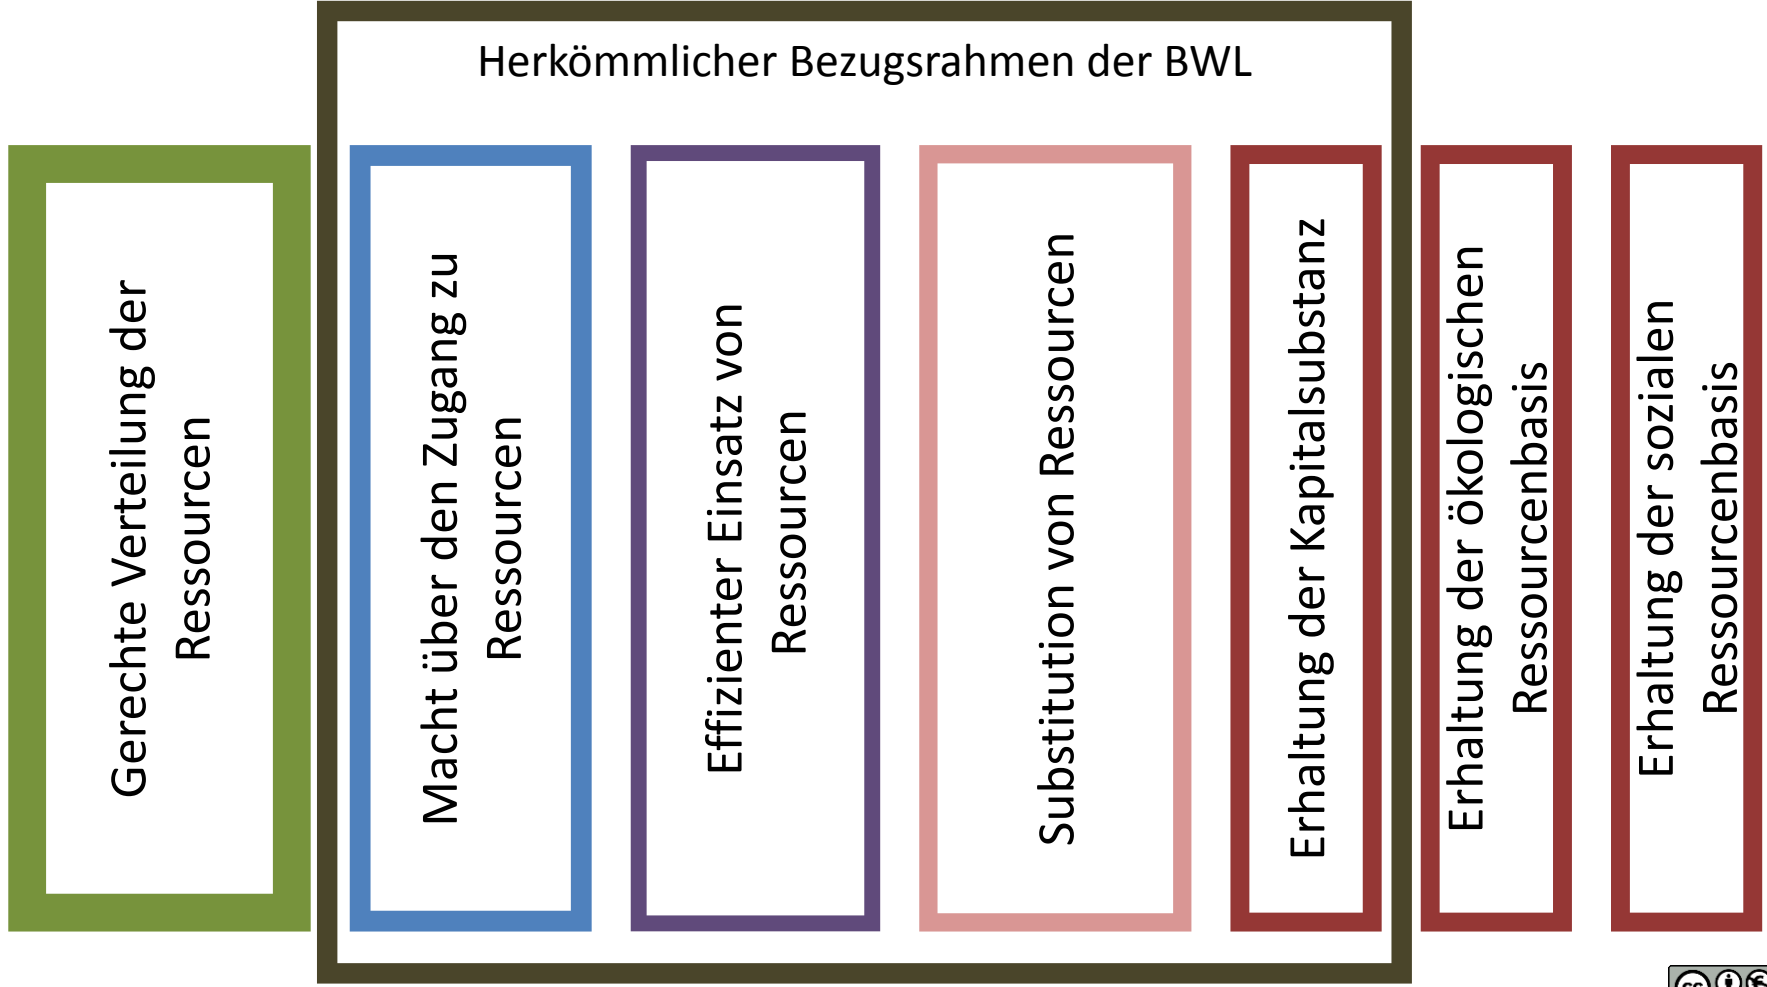 Herkömmlicher Bezugsrahmen der BWL
Gerechte Verteilung der
Ressourcen
Macht über den Zugang zu
Ressourcen
Effizienter Einsatz von
Ressourcen
Substitution von Ressourcen
Erhaltung der Kapitalsubstanz
Erhaltung der ökologischen
Ressourcenbasis
Erhaltung der sozialen
Ressourcenbasis
cc